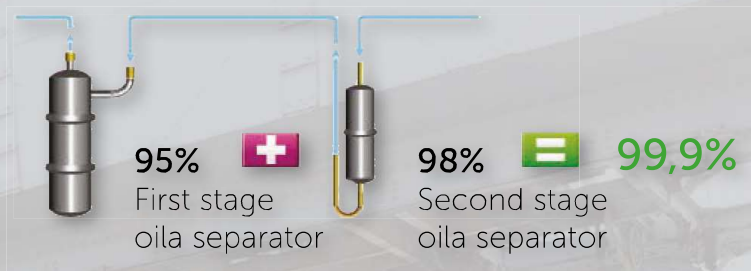 95%
First stage
oila separator
98%
Second stage
oila separator
99,9%